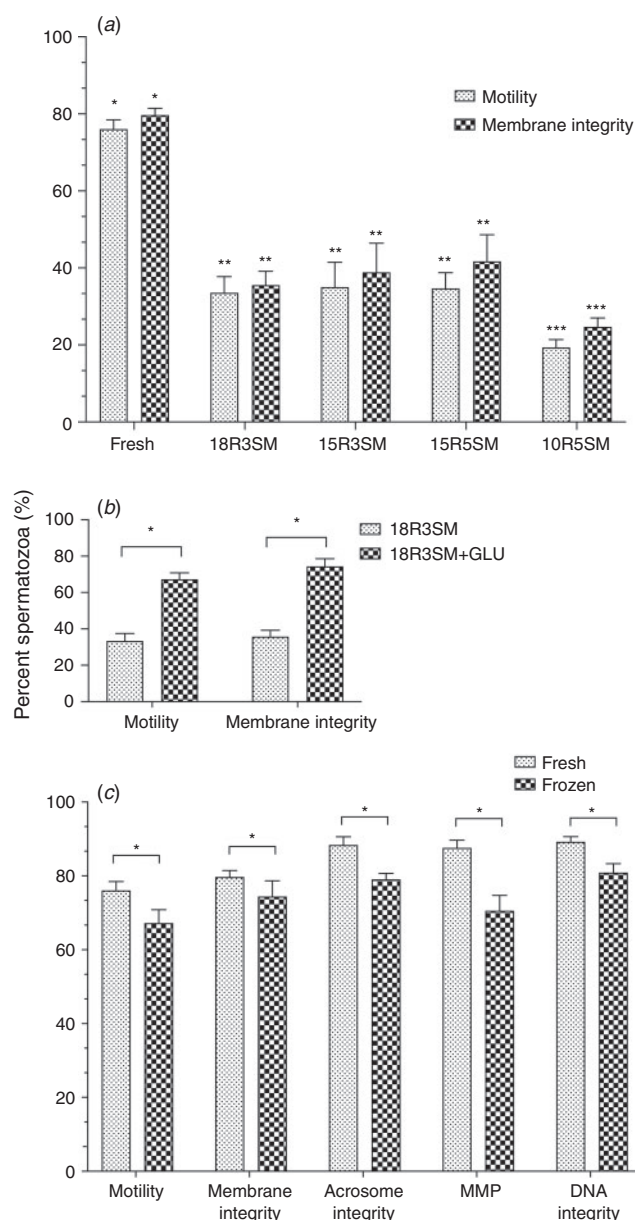 (a)
100
80
60
40
20
0
Motility
Membrane integrity
* *
** **
** **
** **
*** ***
Fresh 18R3SM 15R3SM 15R5SM 10R5SM
Percent spermatozoa (%)
(b)
100
80
60
40
20
0
18R3SM
18R3SM+GLU
* *
Motility Membrane integrity
(c)
Fresh
Frozen
100
80
60
40
20
0
* * * * *
Motility Membrane Acrosome MMP DNA
integrity integrity integrity